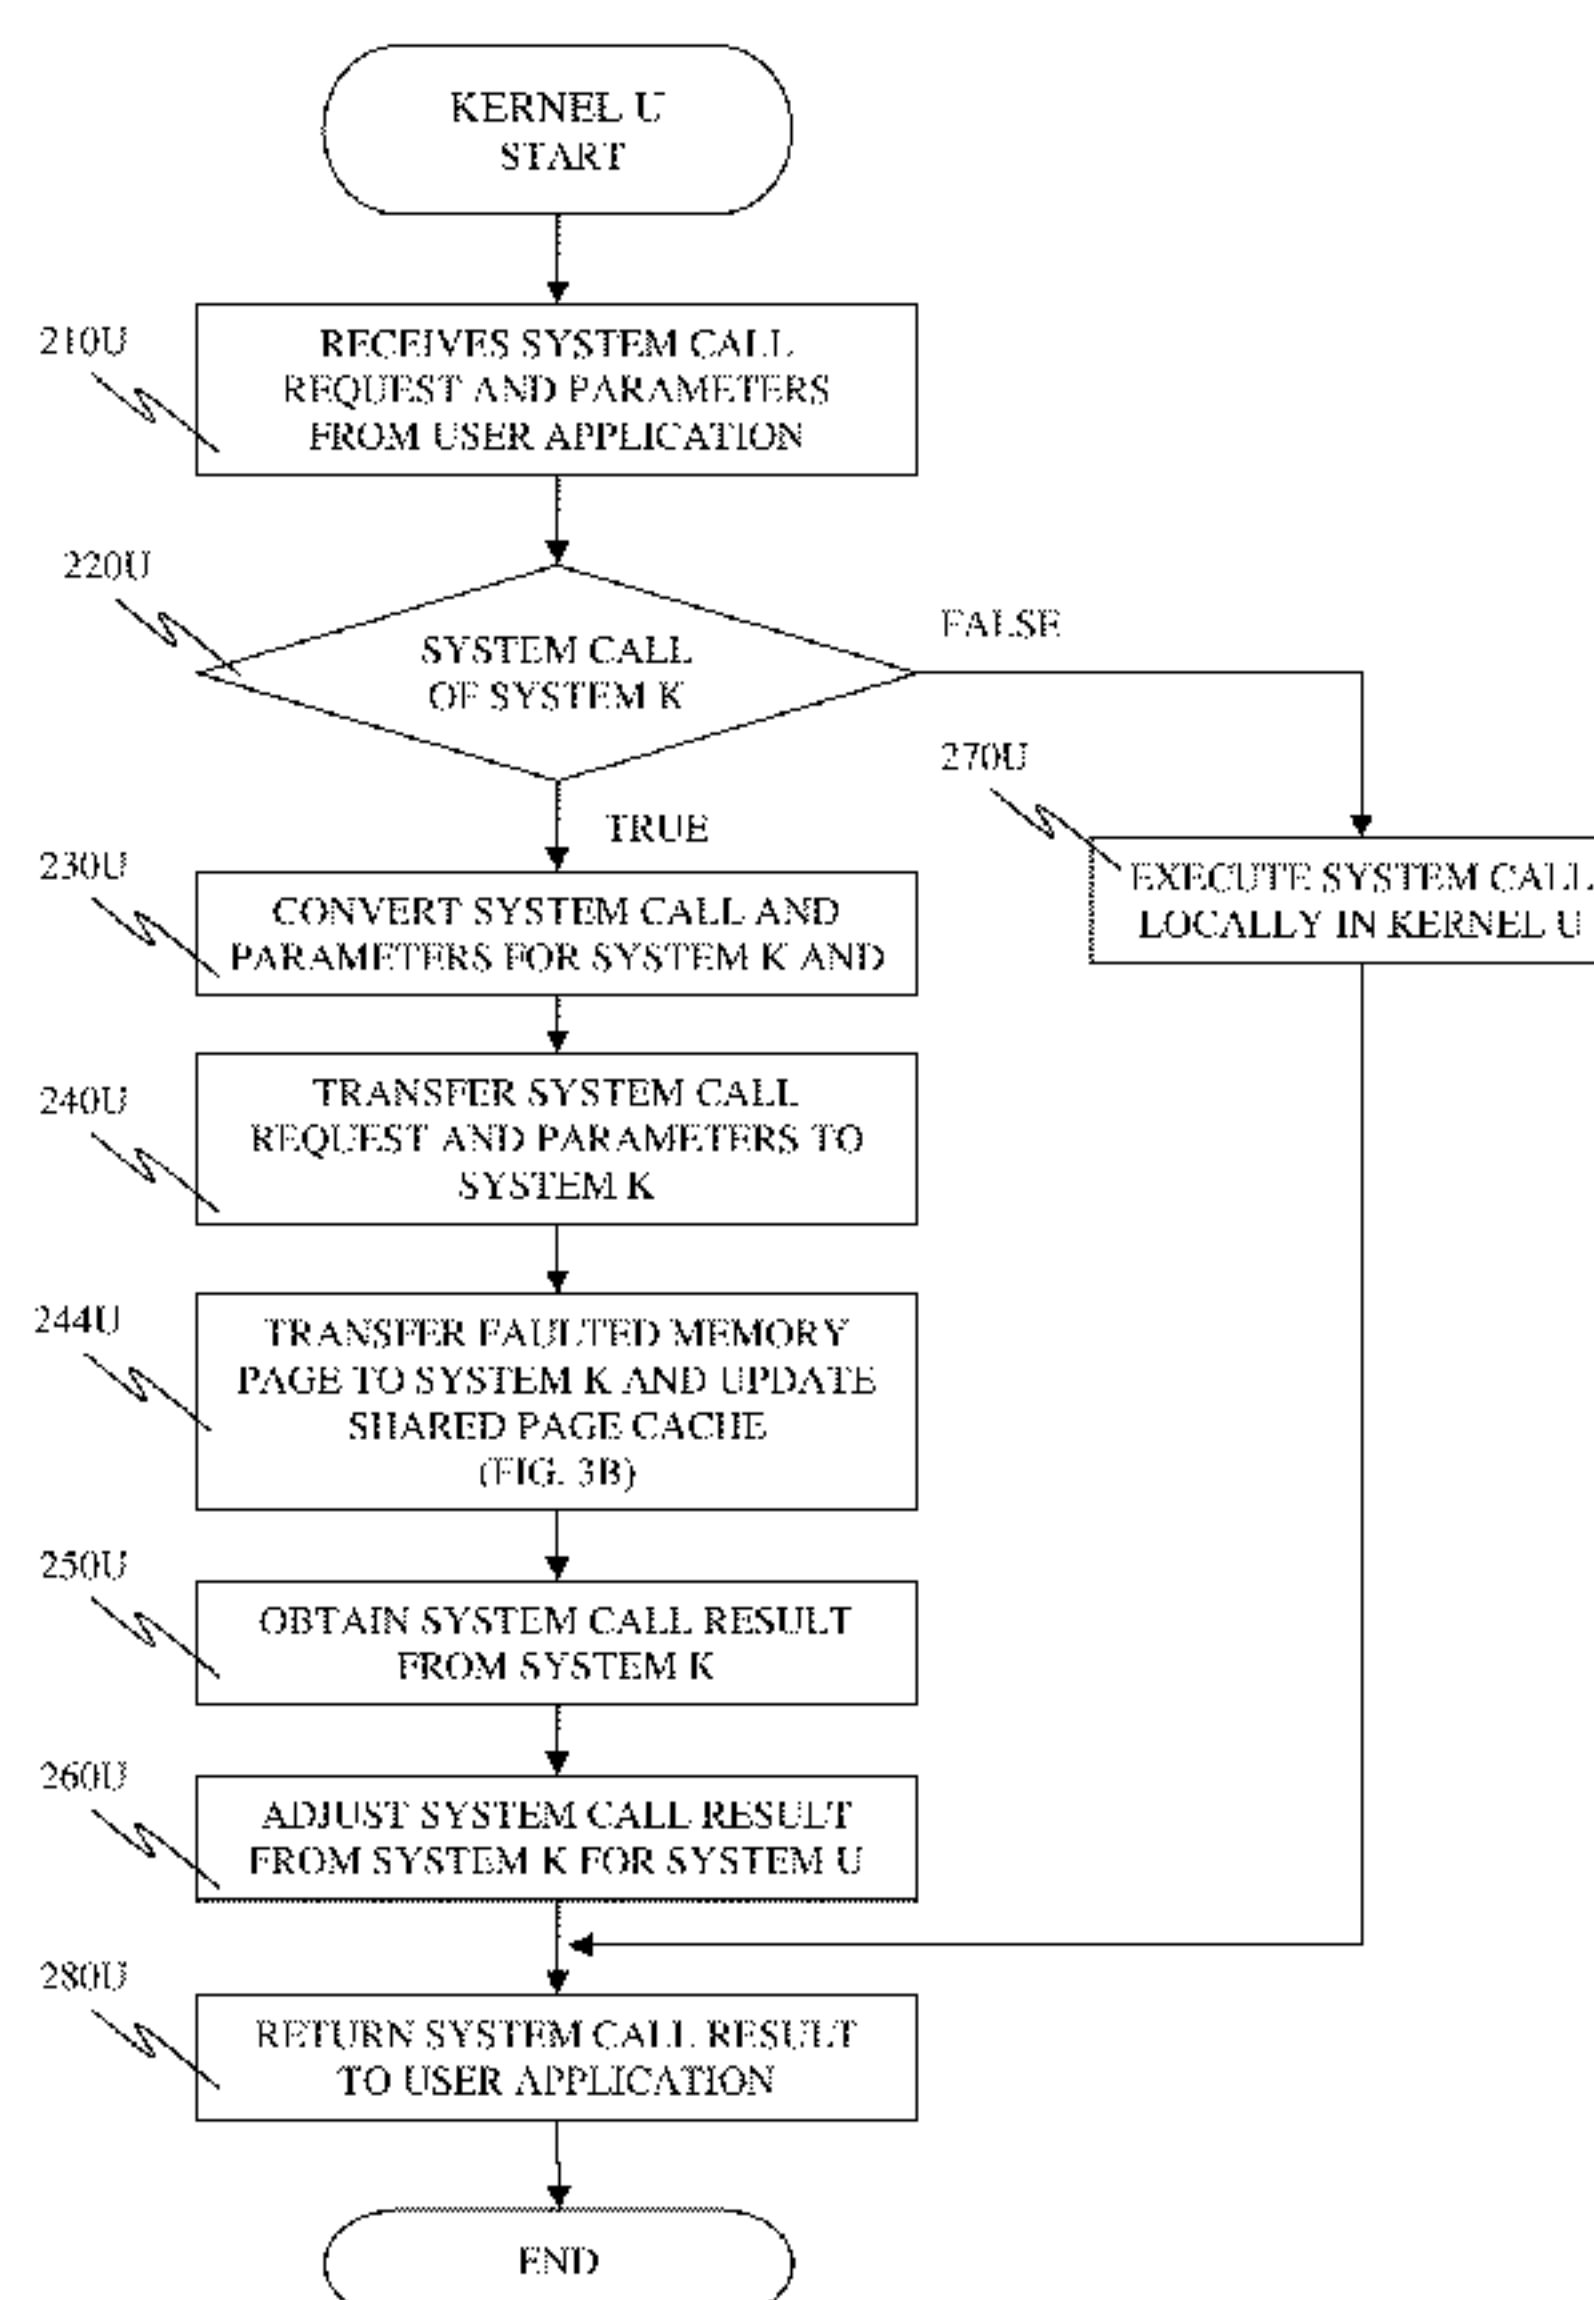 KERNEL U
START
210U
RECEIVES SYSTEM CALL
REQUEST AND PARAMETERS
FROM USER APPLICATION
220U
SYSTEM CALL
OF SYSTEM K
FALSE
TRUE
270U
EXECUTE SYSTEM CALL
LOCALLY IN KERNEL U
230U
CONVERT SYSTEM CALL AND
PARAMETERS FOR SYSTEM K AND
240U
TRANSFER SYSTEM CALL
REQUEST AND PARAMETERS TO
SYSTEM K
244U
TRANSFER FAULTED MEMORY
PAGE TO SYSTEM K AND UPDATE
SHARED PAGE CACHE
(FIG. 3B)
250U
OBTAIN SYSTEM CALL RESULT
FROM SYSTEM K
260U
ADJUST SYSTEM CALL RESULT
FROM SYSTEM K FOR SYSTEM U
280U
RETURN SYSTEM CALL RESULT
TO USER APPLICATION
END